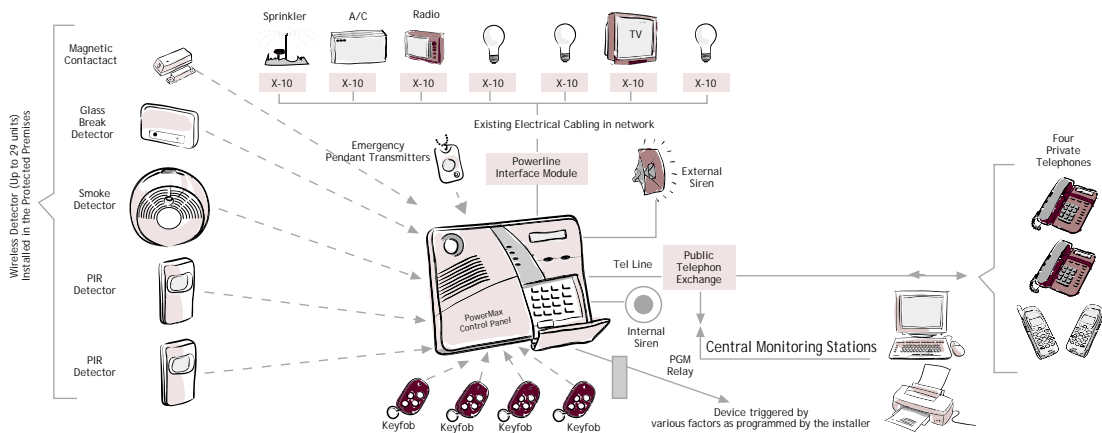 Sprinkler
A/C
Radio
TV
X-10
X-10
X-10
X-10
X-10
X-10
X-10
Existing Electrical Cabling in network
Wireless Detector (Up to 29 units)
Installed in the Protected Premises
Magnetic
Contactact
Glass
Break
Detector
Smoke
Detector
PIR
Detector
PIR
Detector
Emergency
Pendant Transmitters
Powerline
Interface Module
External
Siren
PowerMax
Control Panel
Tel Line
Public
Telephon
Exchange
Internal
Siren
PGM
Relay
Central Monitoring Stations
Four
Private
Telephones
Keyfob
Keyfob
Keyfob
Keyfob
Device triggered by
various factors as programmed by the installer